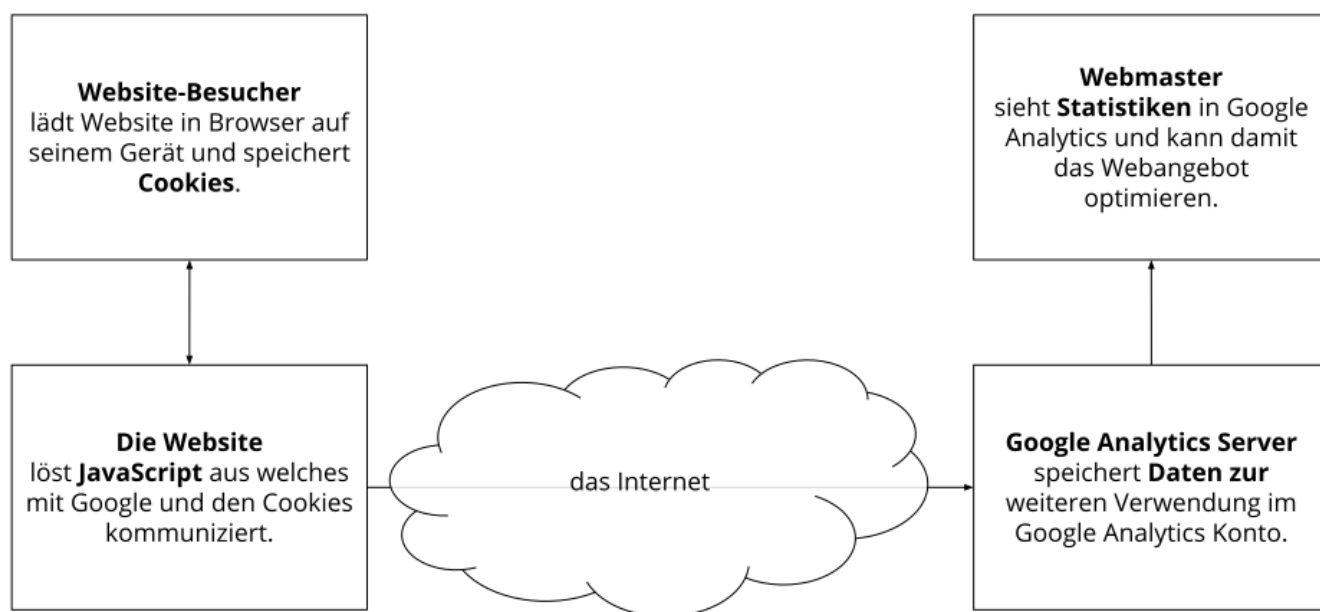 Website-Besucher
lädt Website in Browser auf
seinem Gerät und speichert
Cookies.
Webmaster
sieht Statistiken in Google
Analytics und kann damit
das Webangebot
optimieren.
Die Website
löst JavaScript aus welches
mit Google und den Cookies
kommuniziert.
das Internet
Google Analytics Server
speichert Daten zur
weiteren Verwendung im
Google Analytics Konto.